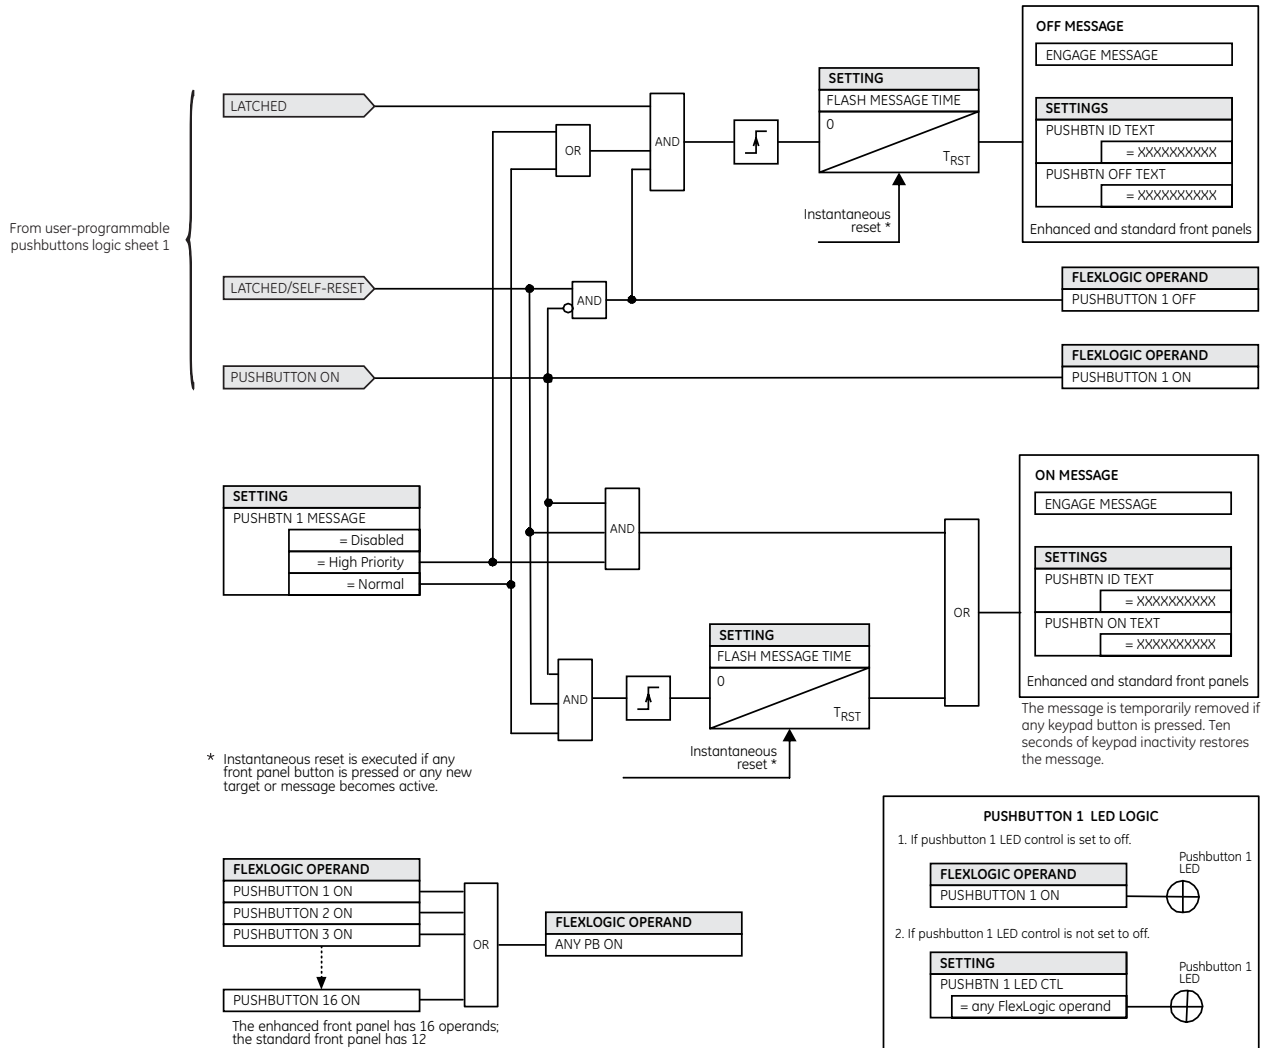 OFF MESSAGE
ENGAGE MESSAGE
SETTINGS
PUSHBTN ID TEXT
= XXXXXXXXXX
PUSHBTN OFF TEXT
= XXXXXXXXXX
Enhanced and standard front panels
SETTING
FLASH MESSAGE TIME
0
TRST
Instantaneous
reset *
LATCHED
OR
AND
From user-programmable
pushbuttons logic sheet 1
LATCHED/SELF-RESET
AND
FLEXLOGIC OPERAND
PUSHBUTTON 1 OFF
PUSHBUTTON ON
FLEXLOGIC OPERAND
PUSHBUTTON 1 ON
SETTING
PUSHBTN 1 MESSAGE
= Disabled
= High Priority
= Normal
AND
OR
ON MESSAGE
ENGAGE MESSAGE
SETTINGS
PUSHBTN ID TEXT
= XXXXXXXXXX
PUSHBTN ON TEXT
= XXXXXXXXXX
Enhanced and standard front panels
The message is temporarily removed if
any keypad button is pressed. Ten
seconds of keypad inactivity restores
the message.
AND
SETTING
FLASH MESSAGE TIME
0
TRST
Instantaneous
reset *
* Instantaneous reset is executed if any
front panel button is pressed or any new
target or message becomes active.
FLEXLOGIC OPERAND
PUSHBUTTON 1 ON
PUSHBUTTON 2 ON
PUSHBUTTON 3 ON
PUSHBUTTON 16 ON
OR
FLEXLOGIC OPERAND
ANY PB ON
The enhanced front panel has 16 operands;
the standard front panel has 12
PUSHBUTTON 1 LED LOGIC
1. If pushbutton 1 LED control is set to off.
FLEXLOGIC OPERAND
PUSHBUTTON 1 ON
Pushbutton 1
LED
2. If pushbutton 1 LED control is not set to off.
SETTING
PUSHBTN 1 LED CTL
= any FlexLogic operand
Pushbutton 1
LED